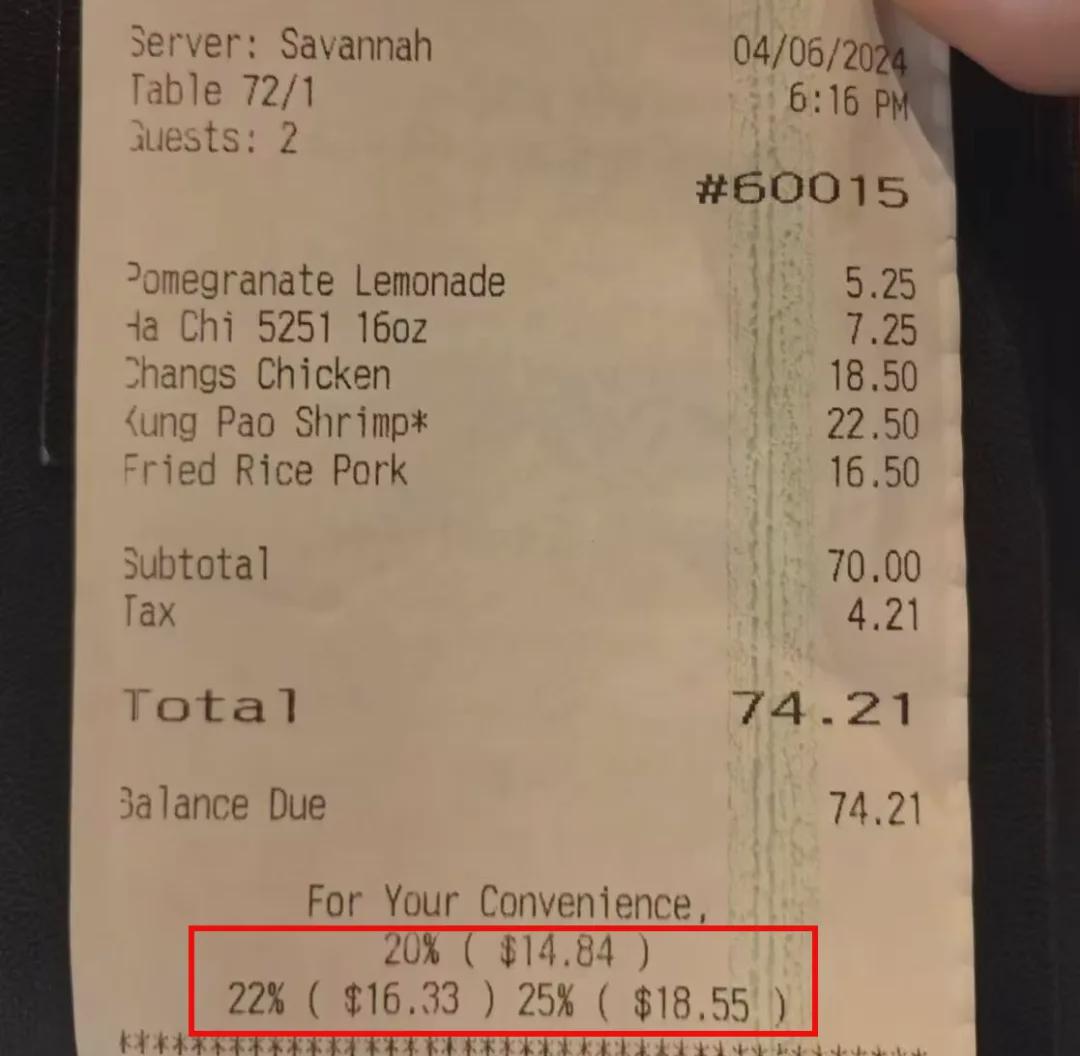 Server: Savannah 04/06/2024
Table 72/1 6:16 PM
Guests: 2
#60015
Pomegranate Lemonade 5.25
Ha Chi 5251 16oz 7.25
Changs Chicken 18.50
Kung Pao Shrimp* 22.50
Fried Rice Pork 16.50
Subtotal 70.00
Tax 4.21
Total 74.21
Balance Due 74.21
For Your Convenience,
20% ( $14.84 )
22% ( $16.33 ) 25% ( $18.55 )